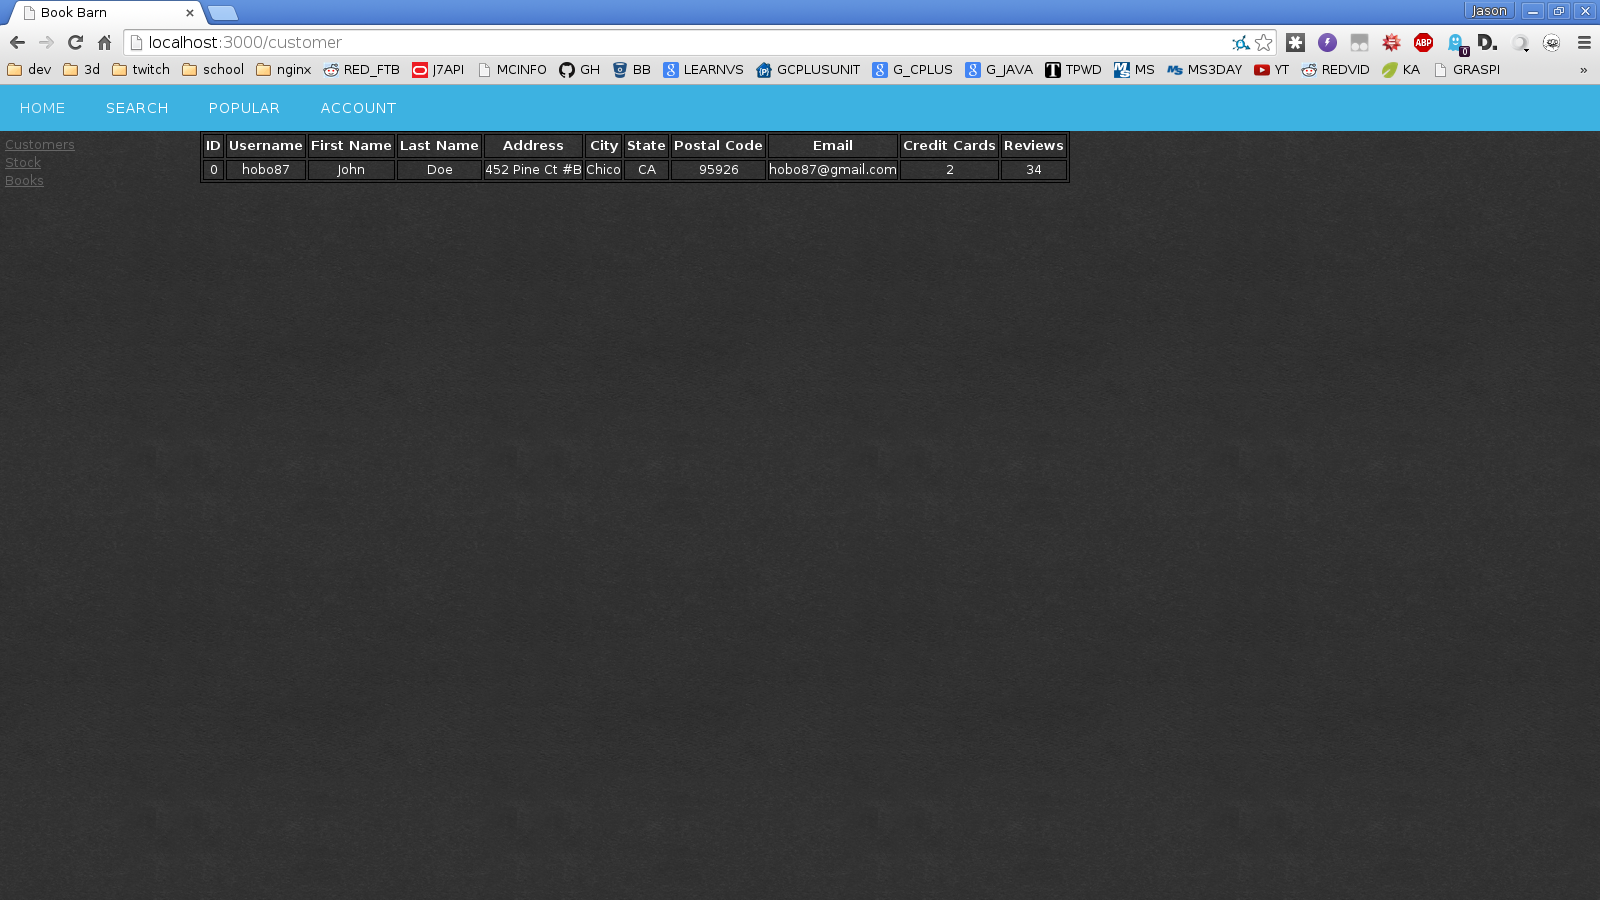 Book Barn
Jason
localhost:3000/customer
ABP
0
D.
dev 3d twitch school nginx RED_FTB J7API MCINFO GH BB LEARNVS GCPLUSUNIT G_CPLUS G_JAVA TPWD MS MS3DAY YT REDVID KA GRASPI »
HOME SEARCH POPULAR ACCOUNT
Customers
Stock
Books
ID Username First Name Last Name Address City State Postal Code Email Credit Cards Reviews
0 hobo87 John Doe 452 Pine Ct #B Chico CA 95926 hobo87@gmail.com 2 34